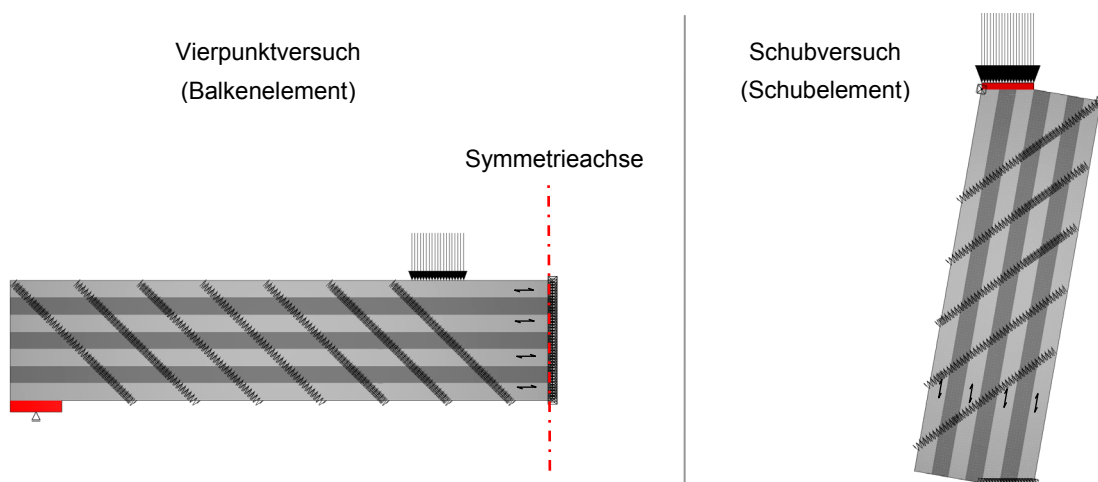 Vierpunktversuch
(Balkenelement)
Symmetrieachse
Schubversuch
(Schubelement)